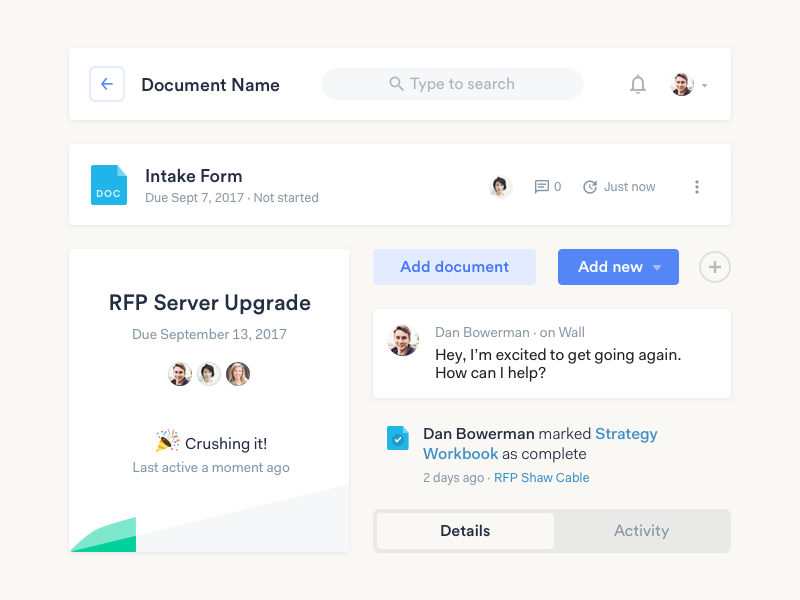 Document Name
Type to search
DOC
Intake Form
Due Sept 7, 2017 · Not started
0
Just now
RFP Server Upgrade
Due September 13, 2017
Crushing it!
Last active a moment ago
Add document
Add new
Dan Bowerman · on Wall
Hey, I’m excited to get going again.
How can I help?
Dan Bowerman marked Strategy
Workbook as complete
2 days ago · RFP Shaw Cable
Details
Activity